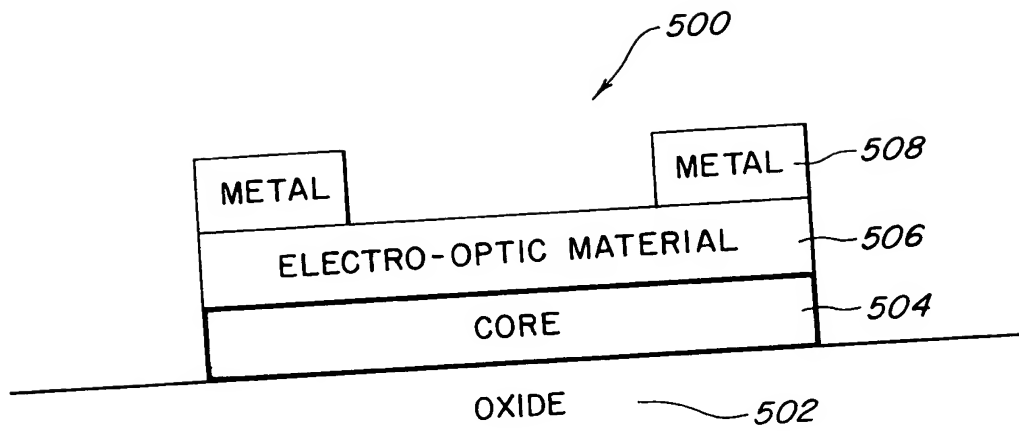 500
METAL
METAL
508
ELECTRO-OPTIC MATERIAL
506
CORE
504
OXIDE
502